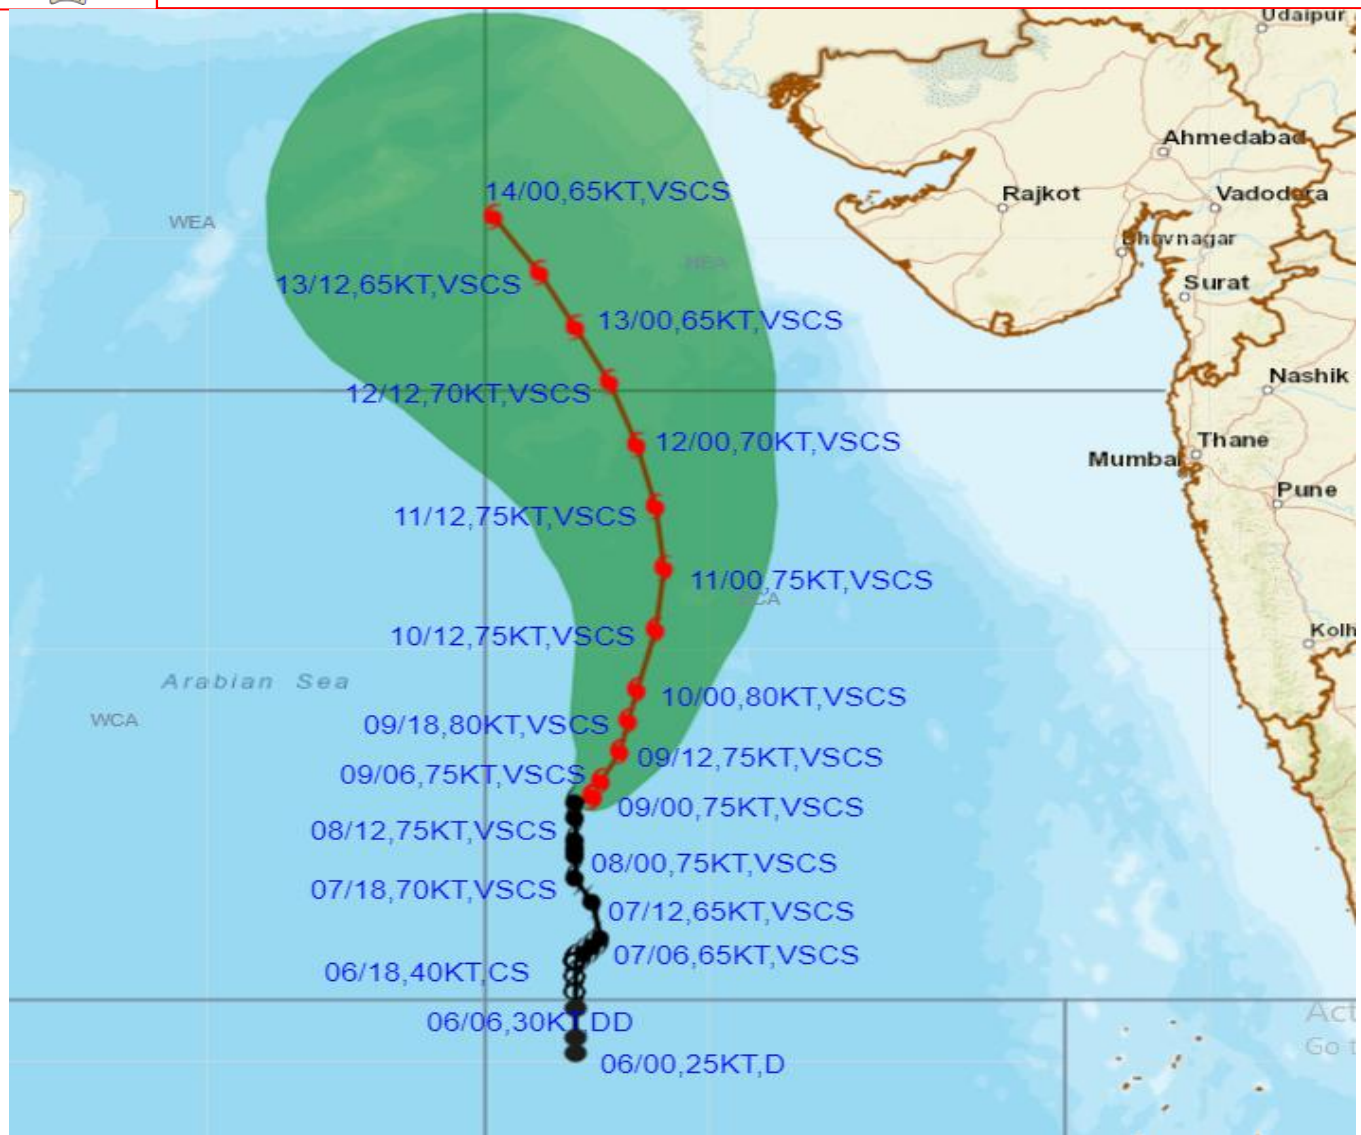 Udaipur
Ahmedabad
14/00,65KT,VSCS
Rajkot
Vadodara
WEA
Bhavnagar
NEA
13/12,65KT,VSCS
Surat
13/00,65KT,VSCS
Nashik
12/12,70KT,VSCS
12/00,70KT,VSCS
Thane
Mumbai
Pune
11/12,75KT,VSCS
11/00,75KT,VSCS
ECA
Kolh
10/12,75KT,VSCS
Arabian Sea
10/00,80KT,VSCS
WCA
09/18,80KT,VSCS
09/12,75KT,VSCS
09/06,75KT,VSCS
09/00,75KT,VSCS
08/12,75KT,VSCS
08/00,75KT,VSCS
07/18,70KT,VSCS
07/12,65KT,VSCS
07/06,65KT,VSCS
06/18,40KT,CS
Act
06/06,30KT,DD
Go t
06/00,25KT,D